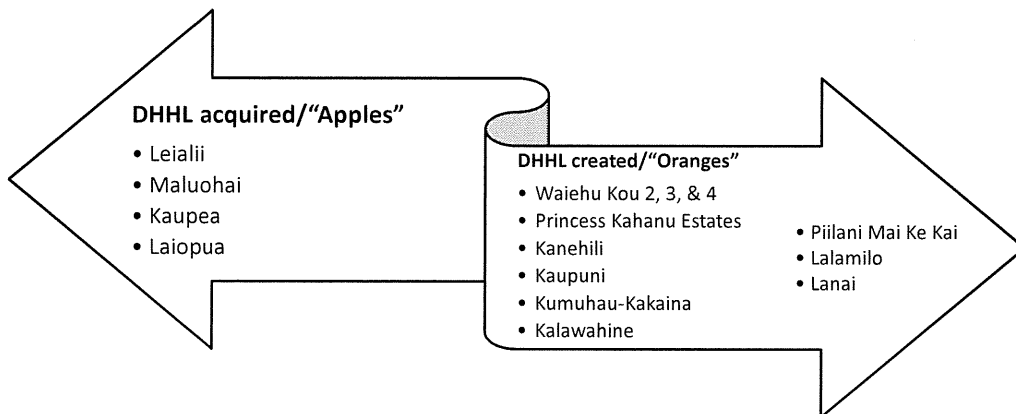 DHHL acquired/“Apples”
• Leialii
• Maluohai
• Kaupea
• Laiopua
DHHL created/“Oranges”
• Waiehu Kou 2, 3, & 4
• Princess Kahanu Estates
• Kanehili
• Kaupuni
• Kumuhau-Kakaina
• Kalawahine
• Piilani Mai Ke Kai
• Lalamilo
• Lanai